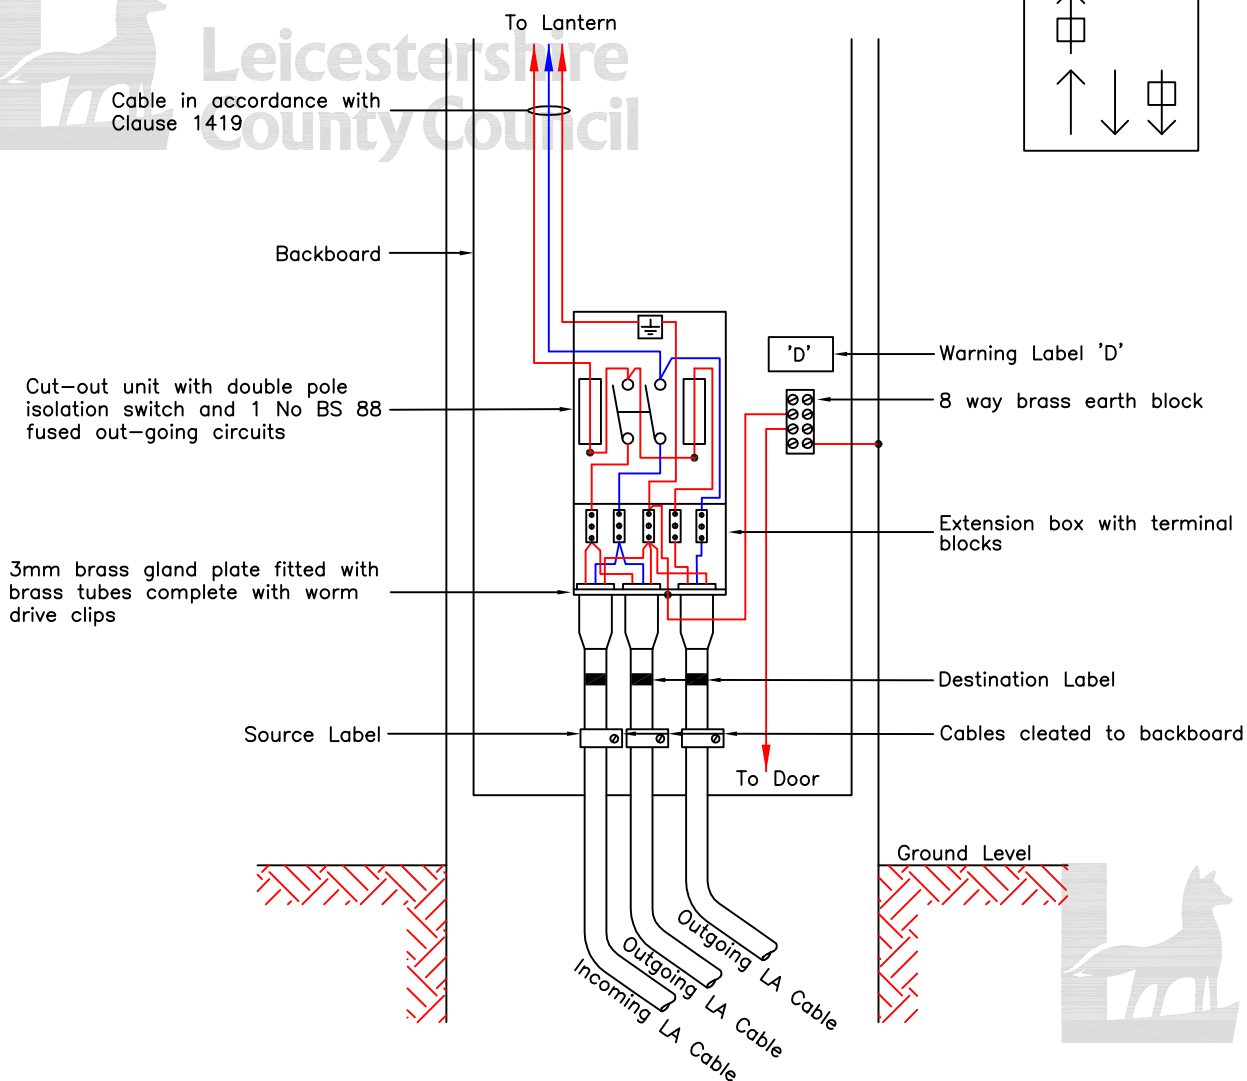 To Lantern
Leicestershire
County Council
Cable in accordance with
Clause 1419
Backboard
'D'
Warning Label 'D'
Cut-out unit with double pole
isolation switch and 1 No BS 88
fused out-going circuits
8 way brass earth block
Extension box with terminal
blocks
3mm brass gland plate fitted with
brass tubes complete with worm
drive clips
Destination Label
Source Label
Cables cleated to backboard
To Door
Ground Level
Outgoing LA Cable
Outgoing LA Cable
Incoming LA Cable